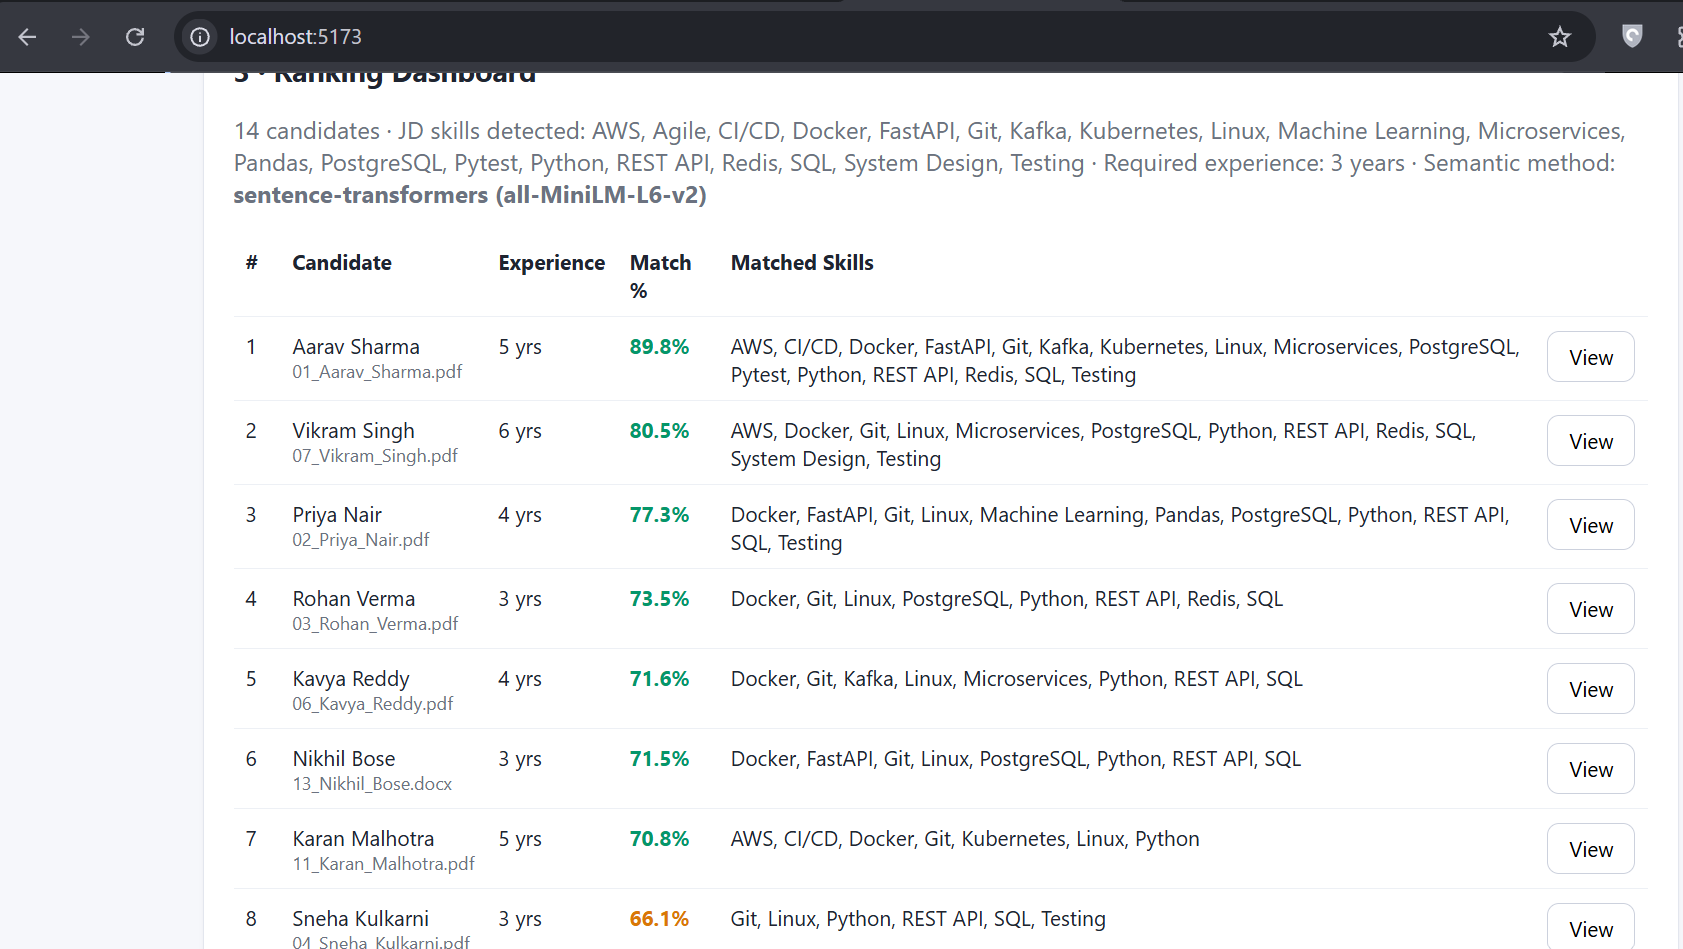 localhost:5173
3 · Ranking Dashboard
14 candidates · JD skills detected: AWS, Agile, CI/CD, Docker, FastAPI, Git, Kafka, Kubernetes, Linux, Machine Learning, Microservices,
Pandas, PostgreSQL, Pytest, Python, REST API, Redis, SQL, System Design, Testing · Required experience: 3 years · Semantic method:
sentence-transformers (all-MiniLM-L6-v2)
# Candidate Experience Match % Matched Skills
1 Aarav Sharma 5 yrs 89.8% AWS, CI/CD, Docker, FastAPI, Git, Kafka, Kubernetes, Linux, Microservices, PostgreSQL,
01_Aarav_Sharma.pdf Pytest, Python, REST API, Redis, SQL, Testing View
2 Vikram Singh 6 yrs 80.5% AWS, Docker, Git, Linux, Microservices, PostgreSQL, Python, REST API, Redis, SQL,
07_Vikram_Singh.pdf System Design, Testing View
3 Priya Nair 4 yrs 77.3% Docker, FastAPI, Git, Linux, Machine Learning, Pandas, PostgreSQL, Python, REST API,
02_Priya_Nair.pdf SQL, Testing View
4 Rohan Verma 3 yrs 73.5% Docker, Git, Linux, PostgreSQL, Python, REST API, Redis, SQL View
03_Rohan_Verma.pdf
5 Kavya Reddy 4 yrs 71.6% Docker, Git, Kafka, Linux, Microservices, Python, REST API, SQL View
06_Kavya_Reddy.pdf
6 Nikhil Bose 3 yrs 71.5% Docker, FastAPI, Git, Linux, PostgreSQL, Python, REST API, SQL View
13_Nikhil_Bose.docx
7 Karan Malhotra 5 yrs 70.8% AWS, CI/CD, Docker, Git, Kubernetes, Linux, Python View
11_Karan_Malhotra.pdf
8 Sneha Kulkarni 3 yrs 66.1% Git, Linux, Python, REST API, SQL, Testing View
04_Sneha_Kulkarni.pdf